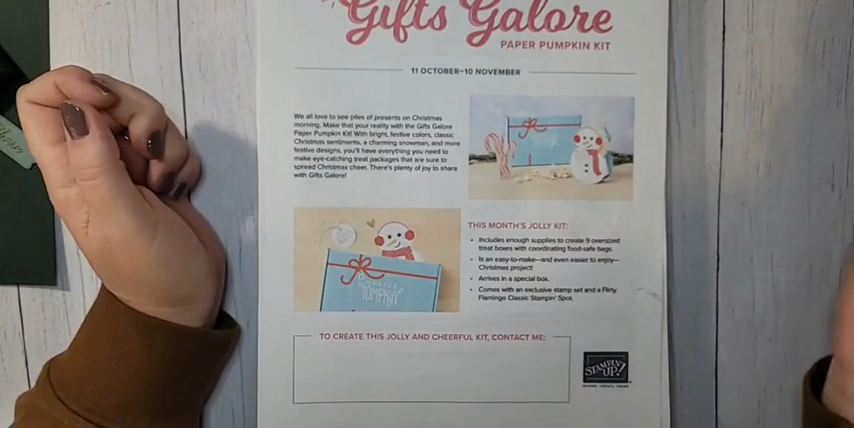 Gifts Galore
PAPER PUMPKIN KIT
11 OCTOBER–10 NOVEMBER
We all love to see piles of presents on Christmas
morning. Make that your reality with the Gifts Galore
Paper Pumpkin Kit! With bright, festive colors, classic
Christmas sentiments, a charming snowman, and more
festive designs, you'll have everything you need to
make eye-catching treat packages that are sure to
spread Christmas cheer. There's plenty of joy to share
with Gifts Galore!
PAPER
PUMPKIN
THIS MONTH'S JOLLY KIT:
• Includes enough supplies to create 9 oversized
treat boxes with coordinating food-safe bags.
• Is an easy-to-make—and even easier to enjoy—
Christmas project!
• Arrives in a special box.
• Comes with an exclusive stamp set and a Flirty
Flamingo Classic Stampin' Spot.
TO CREATE THIS JOLLY AND CHEERFUL KIT, CONTACT ME:
STAMPIN' UP!